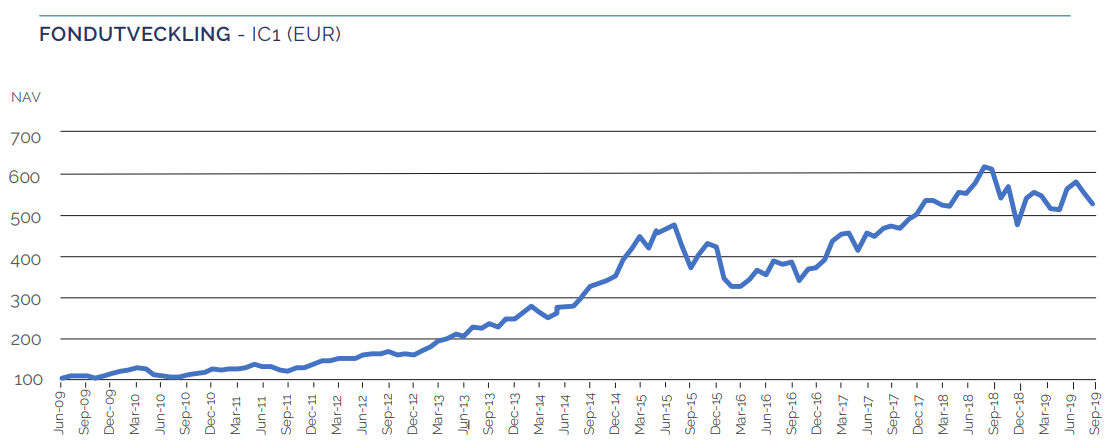 FONDUTVECKLING - IC1 (EUR)
NAV
700
600
500
400
300
200
100
Jun-09 Sep-09 Dec-09 Mar-10 Jun-10 Sep-10 Dec-10 Mar-11 Jun-11 Sep-11 Dec-11 Mar-12 Jun-12 Sep-12 Dec-12 Mar-13 Jun-13 Sep-13 Dec-13 Mar-14 Jun-14 Sep-14 Dec-14 Mar-15 Jun-15 Sep-15 Dec-15 Mar-16 Jun-16 Sep-16 Dec-16 Mar-17 Jun-17 Sep-17 Dec-17 Mar-18 Jun-18 Sep-18 Dec-18 Mar-19 Jun-19 Sep-19